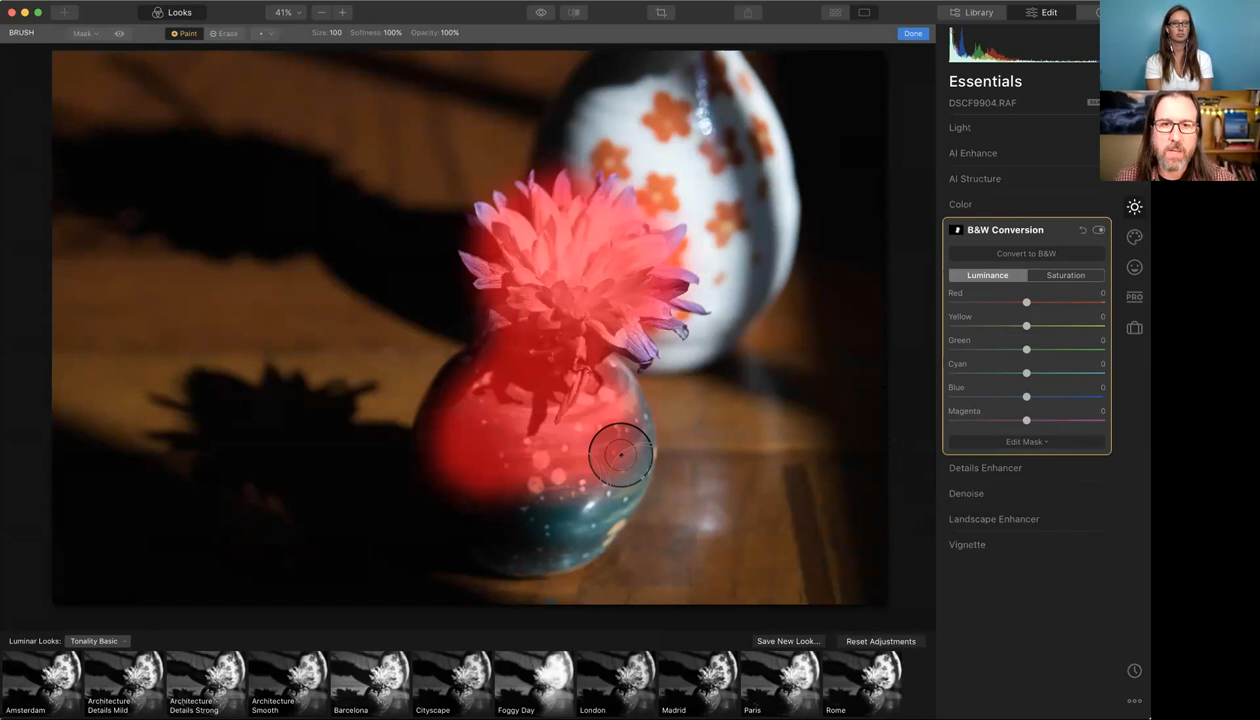 Looks
41%
Library
Edit
BRUSH
Mask
Paint
Erase
Size: 100
Softness: 100%
Opacity: 100%
Done
Essentials
DSCF9904.RAF
Light
AI Enhance
AI Structure
Color
B&W Conversion
Convert to B&W
Luminance
Saturation
Red 0
Yellow 0
Green 0
Cyan 0
Blue 0
Magenta 0
Edit Mask
Details Enhancer
Denoise
Landscape Enhancer
Vignette
PRO
Luminar Looks: Tonality Basic
Save New Look...
Reset Adjustments
Amsterdam
Architecture
Details Mild
Architecture
Details Strong
Architecture
Smooth
Barcelona
Cityscape
Foggy Day
London
Madrid
Paris
Rome